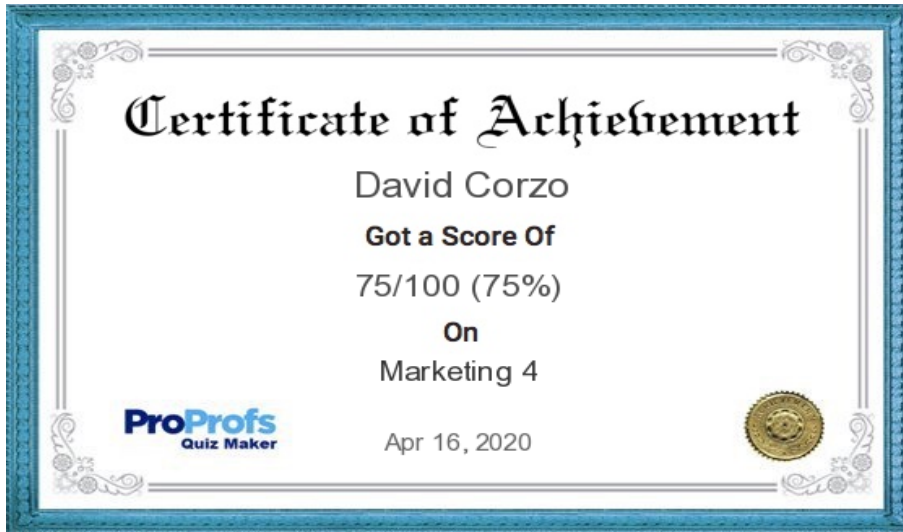 Certificate of Achievement
David Corzo
Got a Score Of
75/100 (75%)
On
Marketing 4
ProProfs
Quiz Maker
Apr 16, 2020